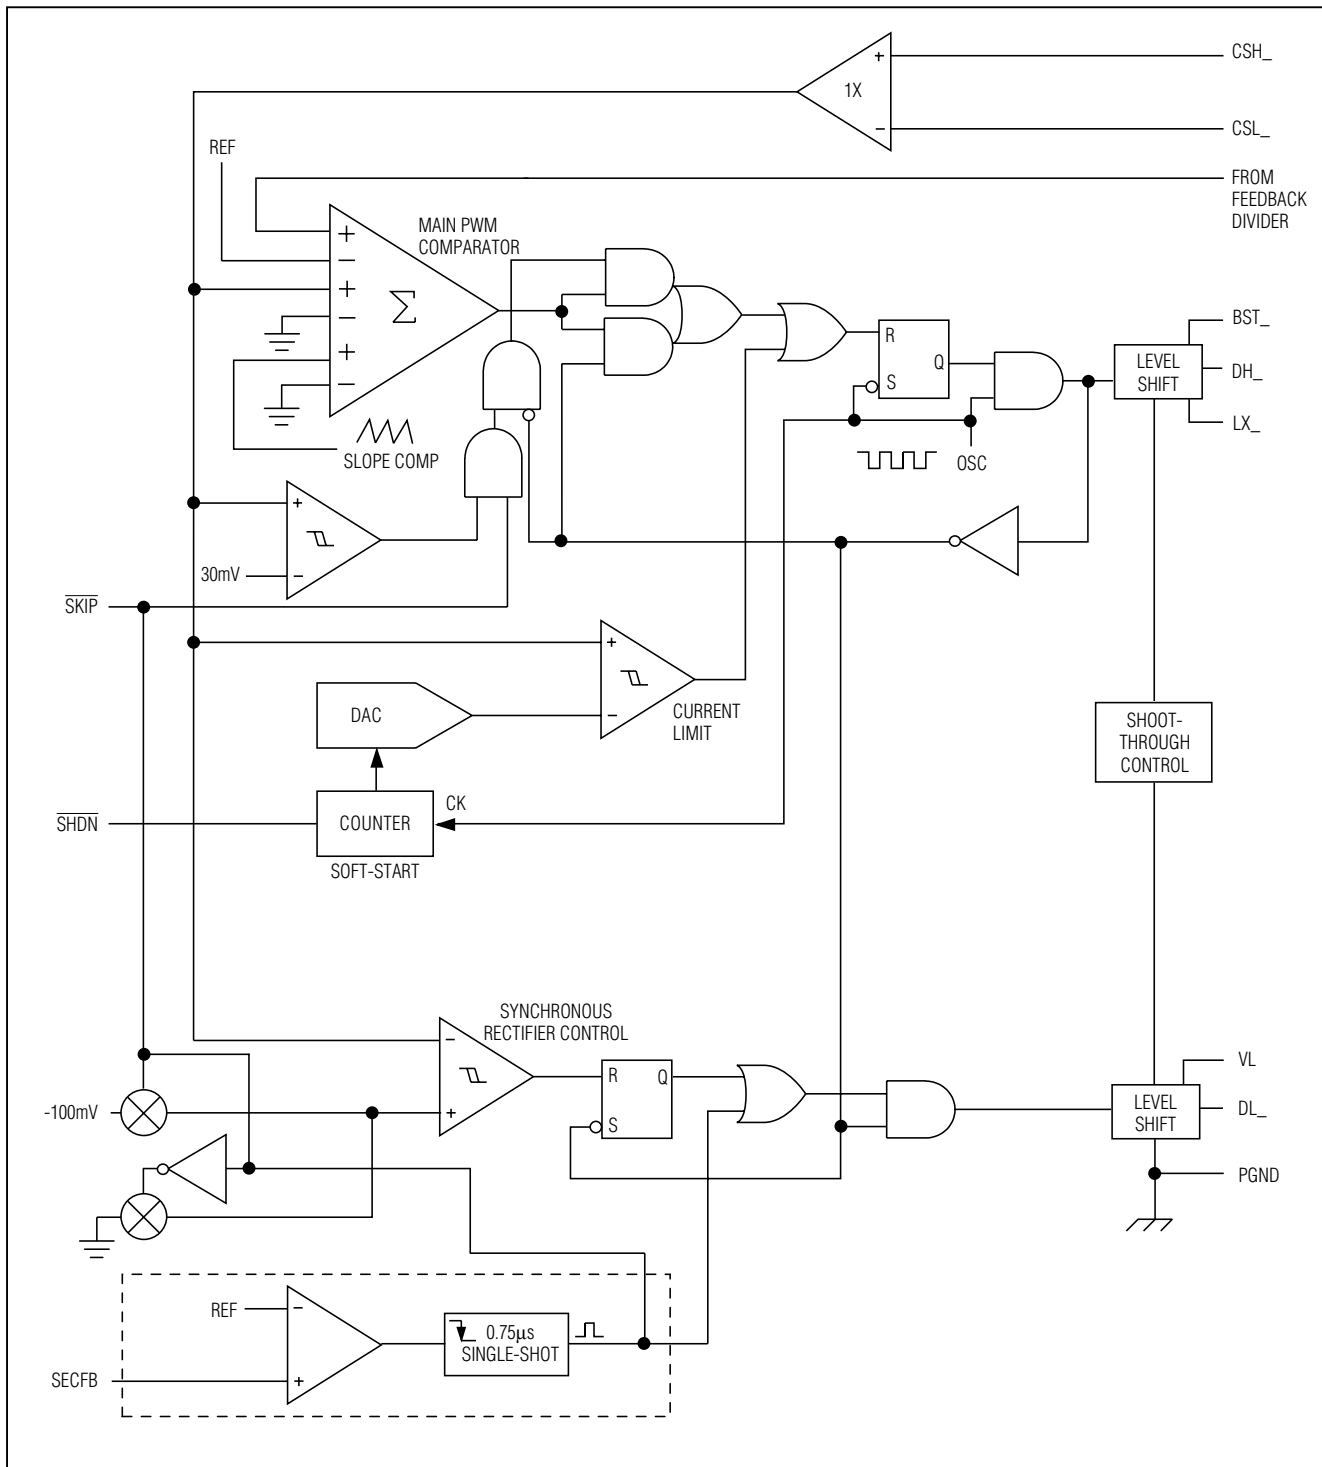 CSH_
+
1X
−
CSL_
REF
FROM
FEEDBACK
DIVIDER
MAIN PWM
COMPARATOR
+
−
+
−
+
−
Σ
SLOPE COMP
R
Q
S
OSC
LEVEL
SHIFT
BST_
DH_
LX_
+
30mV
−
SKIP
+
−
CURRENT
LIMIT
DAC
SHOOT-
THROUGH
CONTROL
SHDN
COUNTER
CK
SOFT-START
SYNCHRONOUS
RECTIFIER CONTROL
−
+
R
Q
S
-100mV
VL
LEVEL
SHIFT
DL_
PGND
REF
−
0.75µs
SINGLE-SHOT
SECFB
+